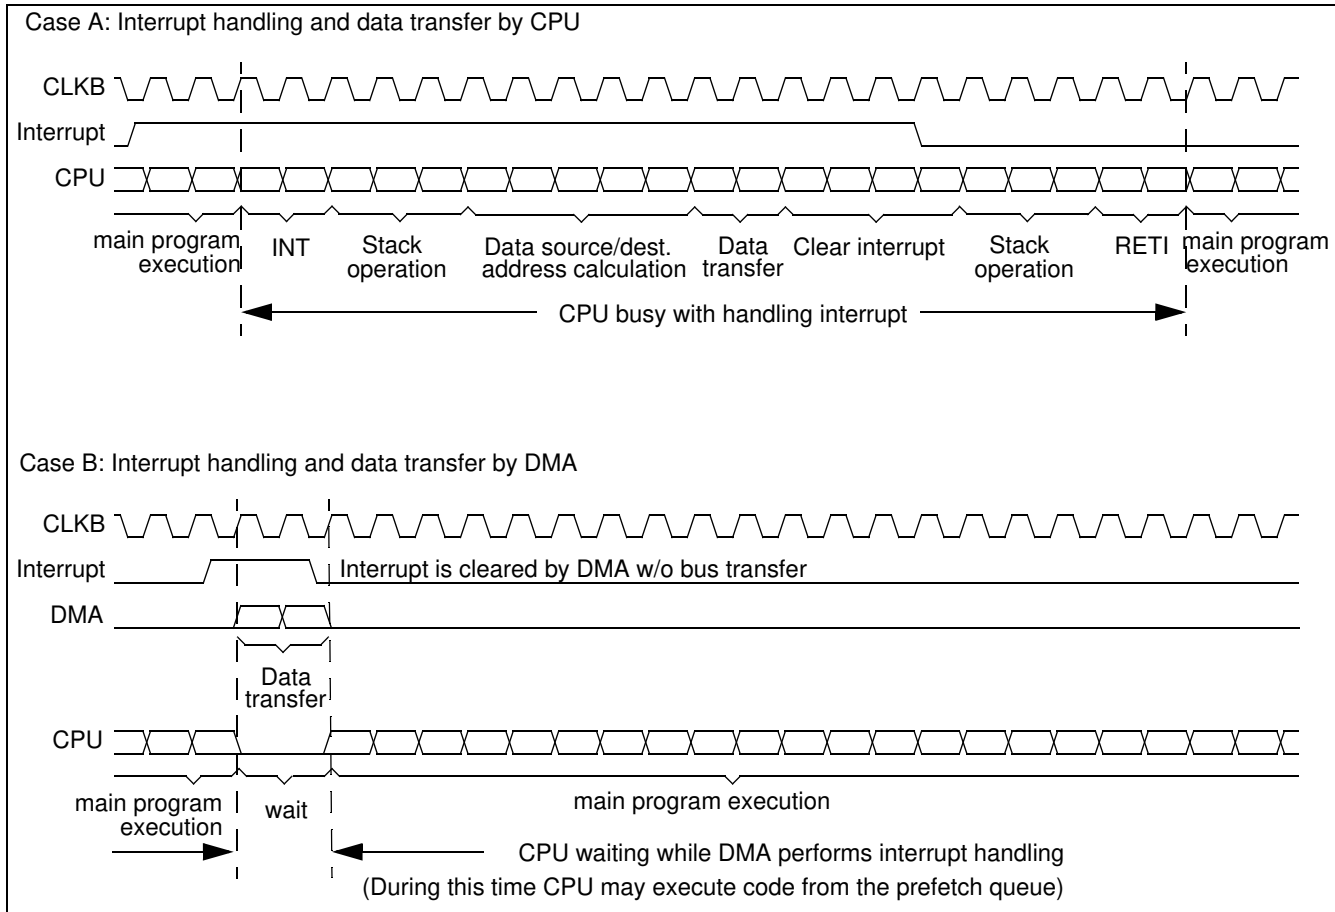 Case A: Interrupt handling and data transfer by CPU
CLKB
Interrupt
CPU
main program
execution
INT
Stack
operation
Data source/dest.
address calculation
Data
transfer
Clear interrupt
Stack
operation
RETI
main program
execution
CPU busy with handling interrupt
Case B: Interrupt handling and data transfer by DMA
CLKB
Interrupt
Interrupt is cleared by DMA w/o bus transfer
DMA
Data
transfer
CPU
main program
execution
wait
main program execution
CPU waiting while DMA performs interrupt handling
(During this time CPU may execute code from the prefetch queue)